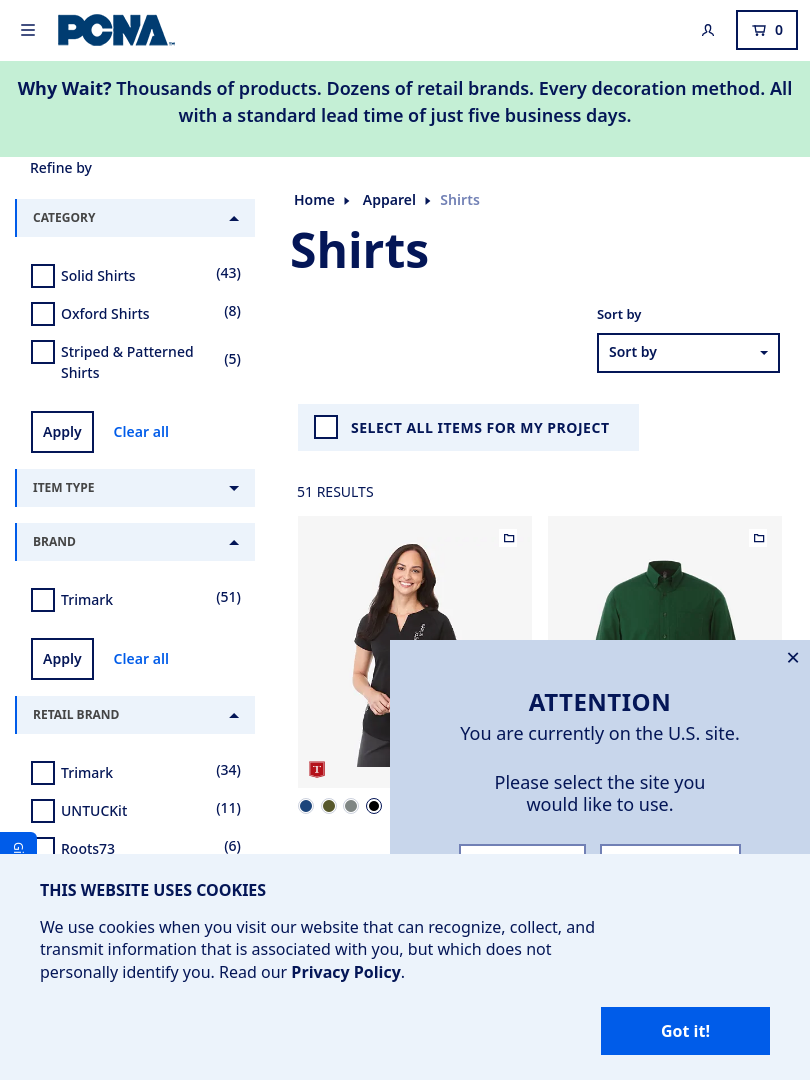 PCNA
0
Why Wait? Thousands of products. Dozens of retail brands. Every decoration method. All
with a standard lead time of just five business days.
Refine by
CATEGORY
Solid Shirts (43)
Oxford Shirts (8)
Striped & Patterned
Shirts (5)
Apply Clear all
ITEM TYPE
BRAND
Trimark (51)
Apply Clear all
RETAIL BRAND
Trimark (34)
UNTUCKit (11)
Roots73 (6)
Home Apparel Shirts
Shirts
Sort by
Sort by
SELECT ALL ITEMS FOR MY PROJECT
51 RESULTS
T
ATTENTION
You are currently on the U.S. site.
Please select the site you
would like to use.
THIS WEBSITE USES COOKIES
We use cookies when you visit our website that can recognize, collect, and
transmit information that is associated with you, but which does not
personally identify you. Read our Privacy Policy.
Got it!